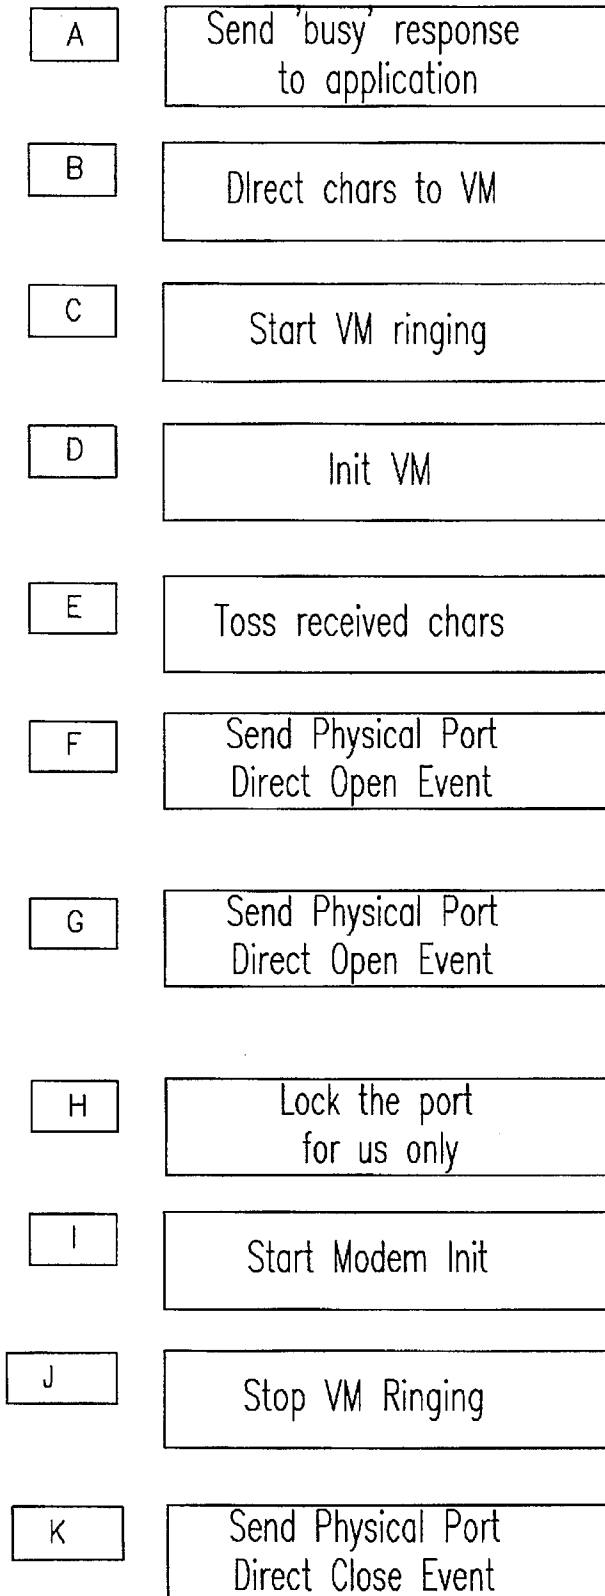 A
Send 'busy' response
to application
B
DIrect chars to VM
C
Start VM ringing
D
Init VM
E
Toss received chars
F
Send Physical Port
Direct Open Event
G
Send Physical Port
Direct Open Event
H
Lock the port
for us only
I
Start Modem Init
J
Stop VM Ringing
K
Send Physical Port
Direct Close Event